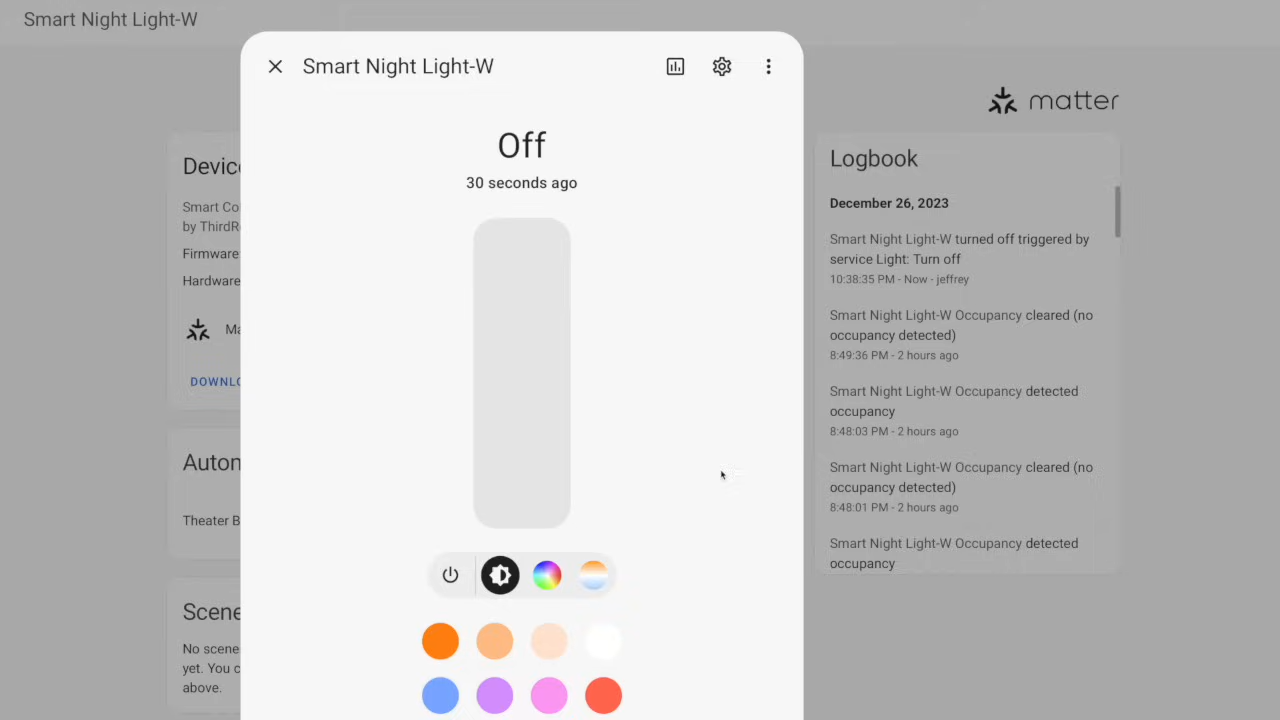 Smart Night Light-W
Smart Night Light-W
matter
Off
30 seconds ago
Devic
Smart Co
by ThirdR
Firmware
Hardware
Ma
DOWNLO
Autom
Theater B
Scene
No scene
yet. You c
above.
Logbook
December 26, 2023
Smart Night Light-W turned off triggered by
service Light: Turn off
10:38:35 PM - Now - jeffrey
Smart Night Light-W Occupancy cleared (no
occupancy detected)
8:49:36 PM - 2 hours ago
Smart Night Light-W Occupancy detected
occupancy
8:48:03 PM - 2 hours ago
Smart Night Light-W Occupancy cleared (no
occupancy detected)
8:48:01 PM - 2 hours ago
Smart Night Light-W Occupancy detected
occupancy